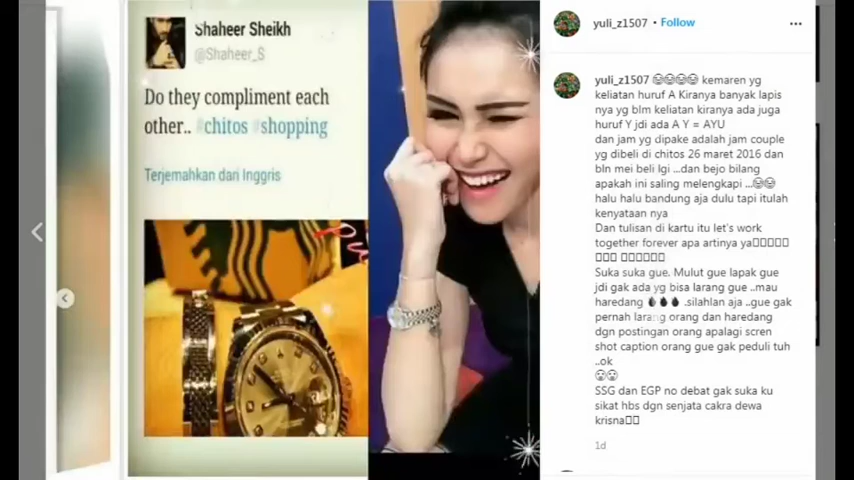 Shaheer Sheikh
@Shaheer_S
Do they compliment each
other.. #chitos #shopping
Terjemahkan dari Inggris
yuli_z1507 • Follow
yuli_z1507 😂😂😂😂 kemaren yg
keliatan huruf A Kiranya banyak lapis
nya yg blm keliatan kiranya ada juga
huruf Y jdi ada A Y = AYU
dan jam yg dipake adalah jam couple
yg dibeli di chitos 26 maret 2016 dan
bln mei beli lgi ...dan bejo bilang
apakah ini saling melengkapi ...😂😂
halu halu bandung aja dulu tapi itulah
kenyataan nya
Dan tulisan di kartu itu let's work
together forever apa artinya ya
Suka suka gue. Mulut gue lapak gue
jdi gak ada yg bisa larang gue ..mau
haredang 💣💣💣 .silahlan aja ..gue gak
pernah larang orang dan haredang
dgn postingan orang apalagi scren
shot caption orang gue gak peduli tuh
..ok
SSG dan EGP no debat gak suka ku
sikat hbs dgn senjata cakra dewa
krisna
1d